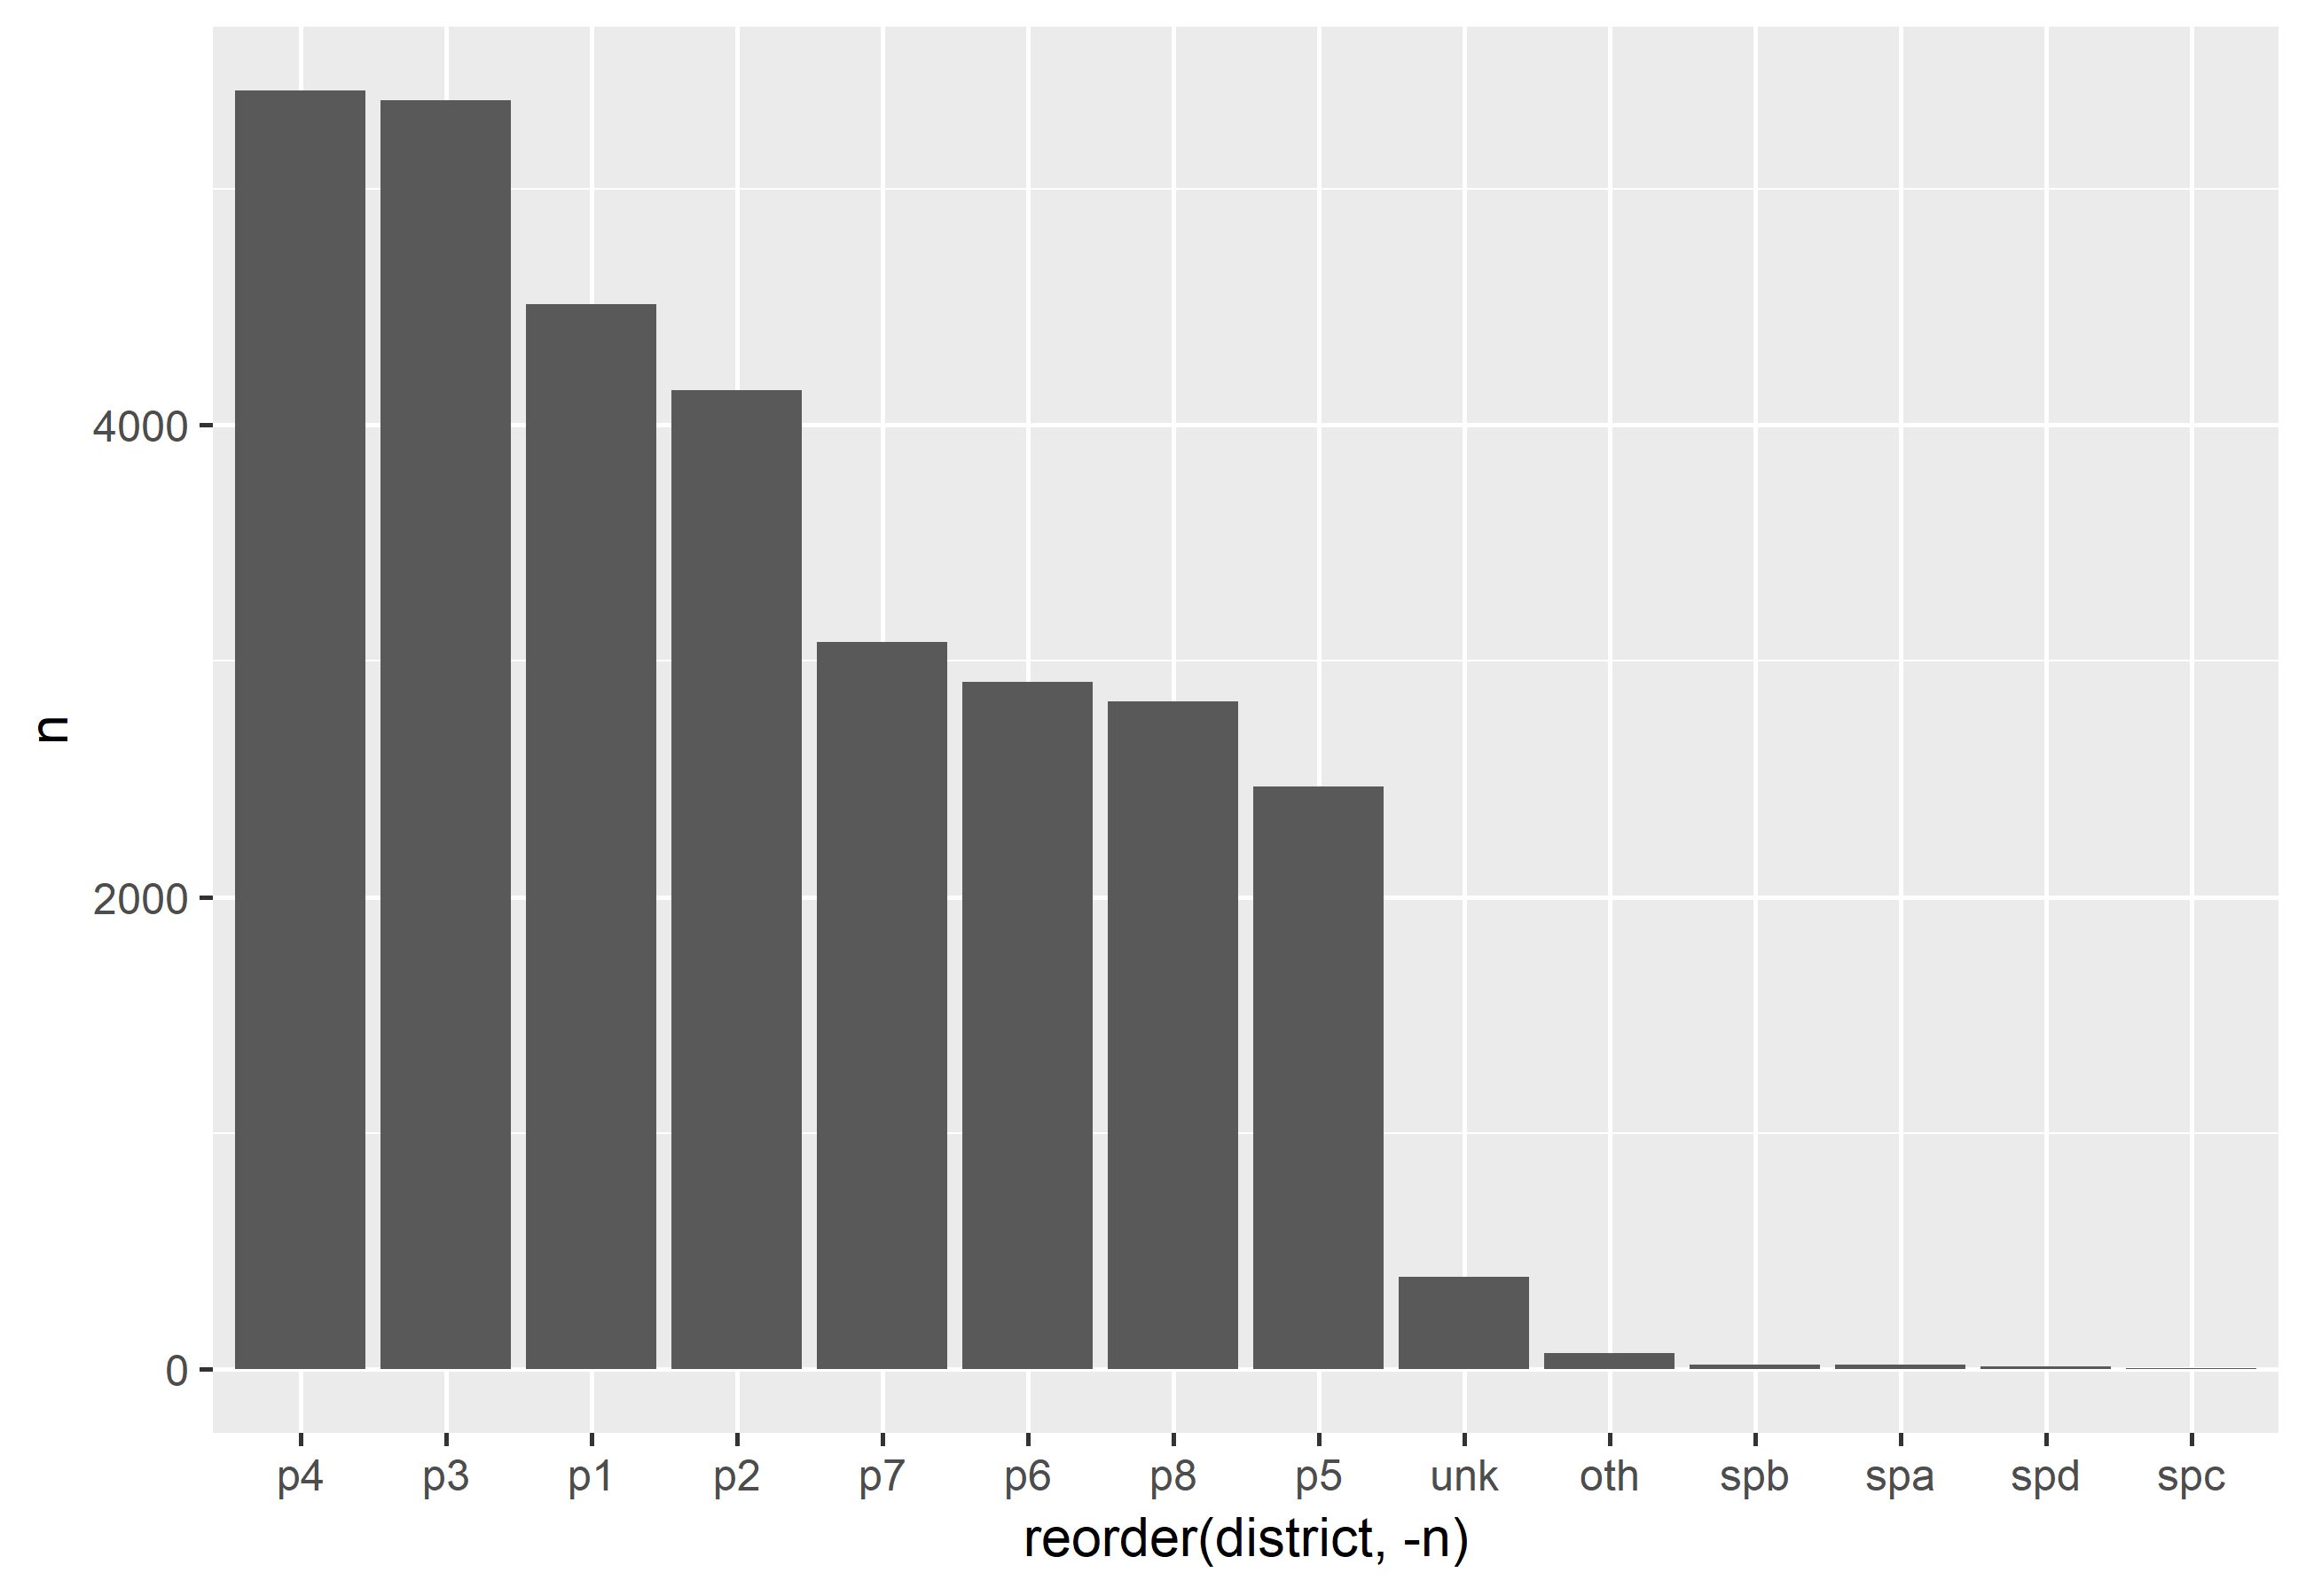 n
4000
2000
0
p4 p3 p1 p2 p7 p6 p8 p5 unk oth spb spa spd spc
reorder(district, -n)